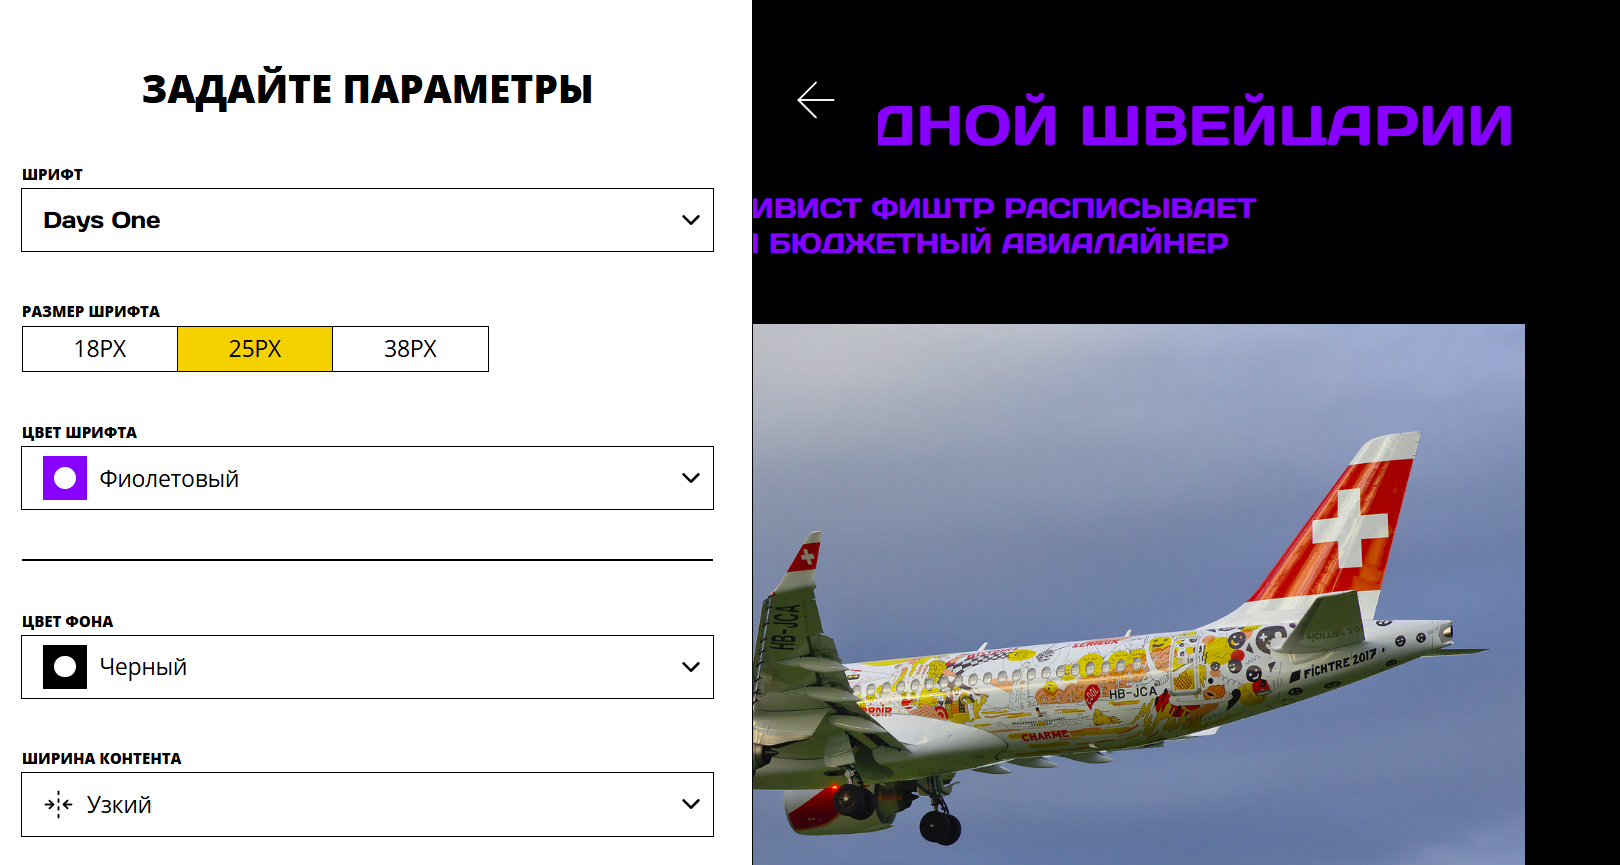 ЗАДАЙТЕ ПАРАМЕТРЫ
ШРИФТ
Days One
РАЗМЕР ШРИФТА
18PX 25PX 38PX
ЦВЕТ ШРИФТА
Фиолетовый
ЦВЕТ ФОНА
Черный
ШИРИНА КОНТЕНТА
Узкий
ДНОЙ ШВЕЙЦАРИИ
ИВИСТ ФИШТР РАСПИСЫВАЕТ
БЮДЖЕТНЫЙ АВИАЛАЙНЕР
HB-JCA
SERIEUX
HB-JCA
FICHTRE 2017
CHARME